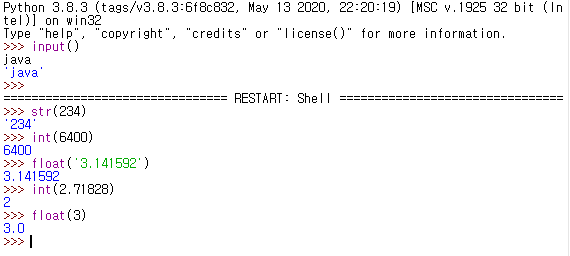 Python 3.8.3 (tags/v3.8.3:6f8c832, May 13 2020, 22:20:19) [MSC v.1925 32 bit (In
tel)] on win32
Type "help", "copyright", "credits" or "license()" for more information.
>>> input()
java
'java'
>>>
=============================== RESTART: Shell ===============================
>>> str(234)
'234'
>>> int(6400)
6400
>>> float('3.141592')
3.141592
>>> int(2.71828)
2
>>> float(3)
3.0
>>>